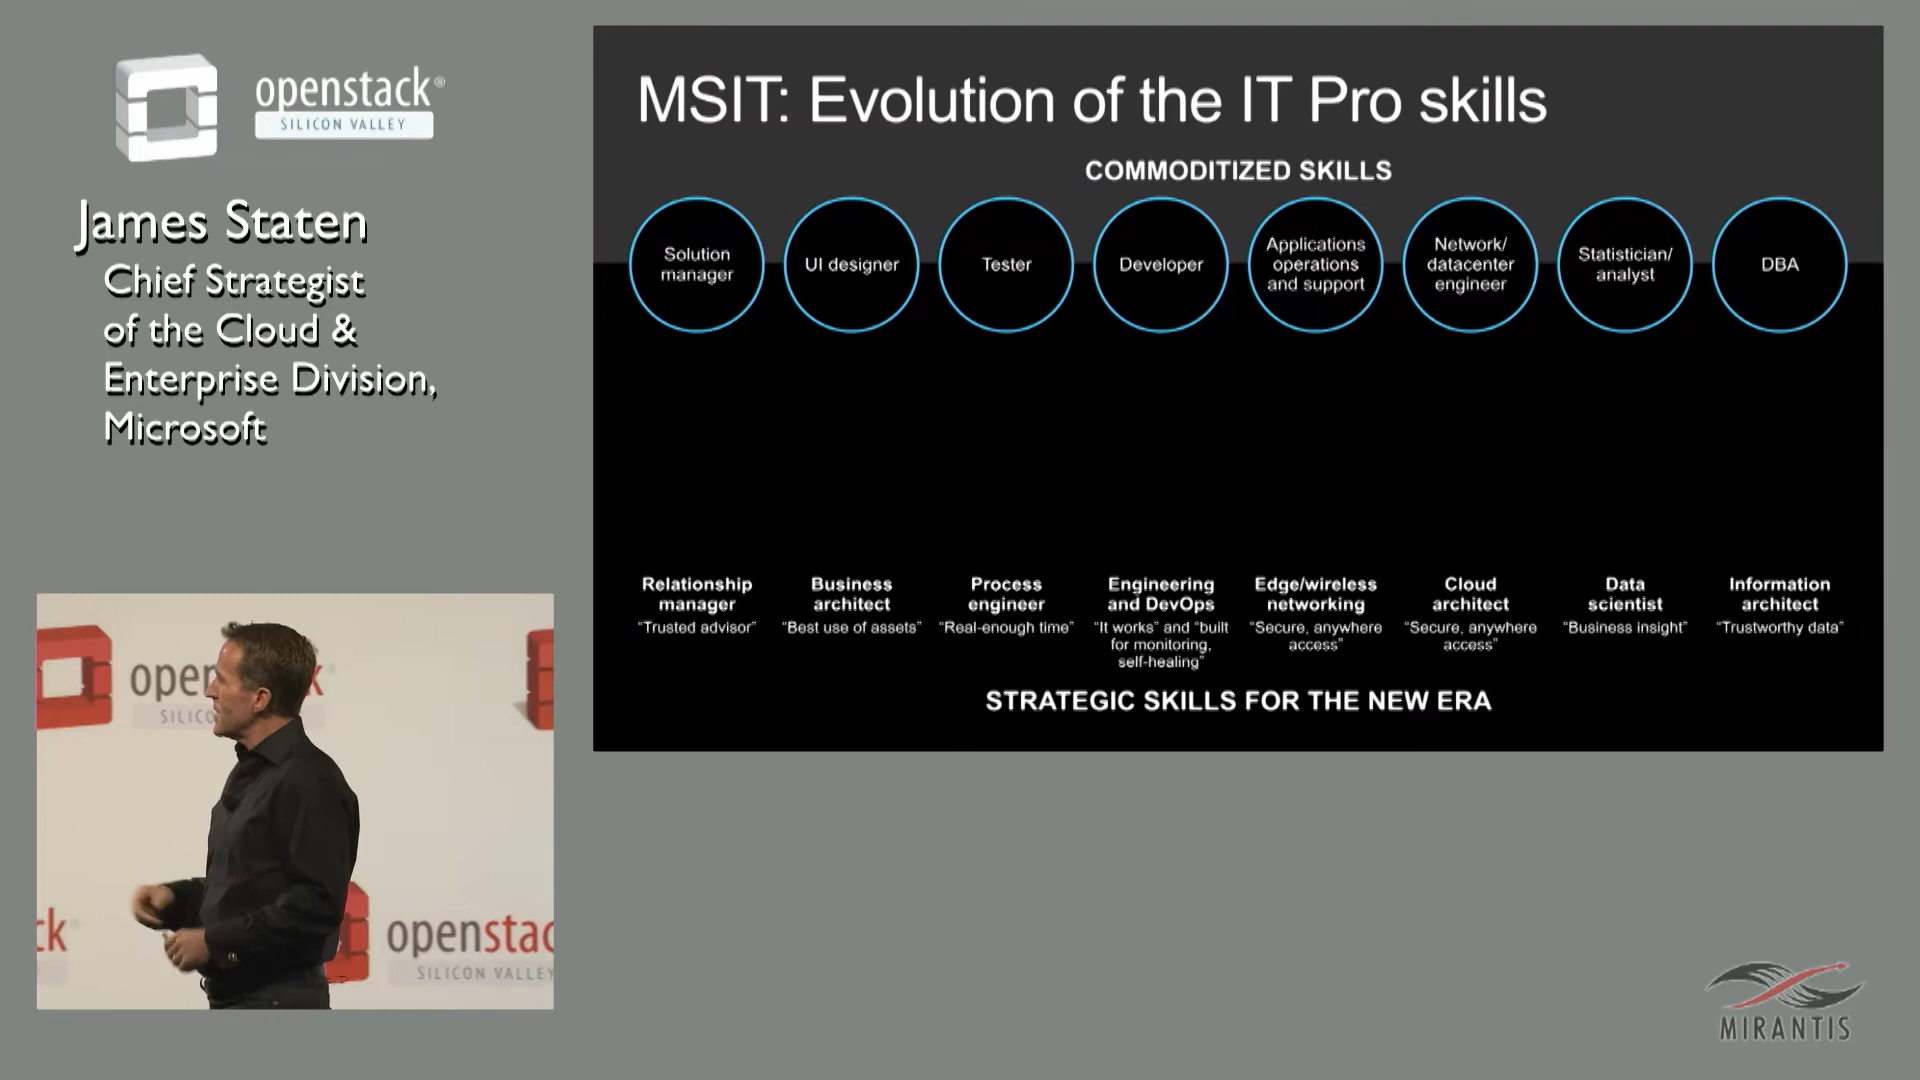 openstack®
SILICON VALLEY
James Staten
Chief Strategist
of the Cloud &
Enterprise Division,
Microsoft
MSIT: Evolution of the IT Pro skills
COMMODITIZED SKILLS
Solution
manager
UI designer
Tester
Developer
Applications
operations
and support
Network/
datacenter
engineer
Statistician/
analyst
DBA
Relationship
manager
“Trusted advisor”
Business
architect
“Best use of assets”
Process
engineer
“Real-enough time”
Engineering
and DevOps
“It works” and “built
for monitoring,
self-healing”
Edge/wireless
networking
“Secure, anywhere
access”
Cloud
architect
“Secure, anywhere
access”
Data
scientist
“Business insight”
Information
architect
“Trustworthy data”
STRATEGIC SKILLS FOR THE NEW ERA
open k
SILICO
ck
openstac
SILICON VALLEY
MIRANTIS